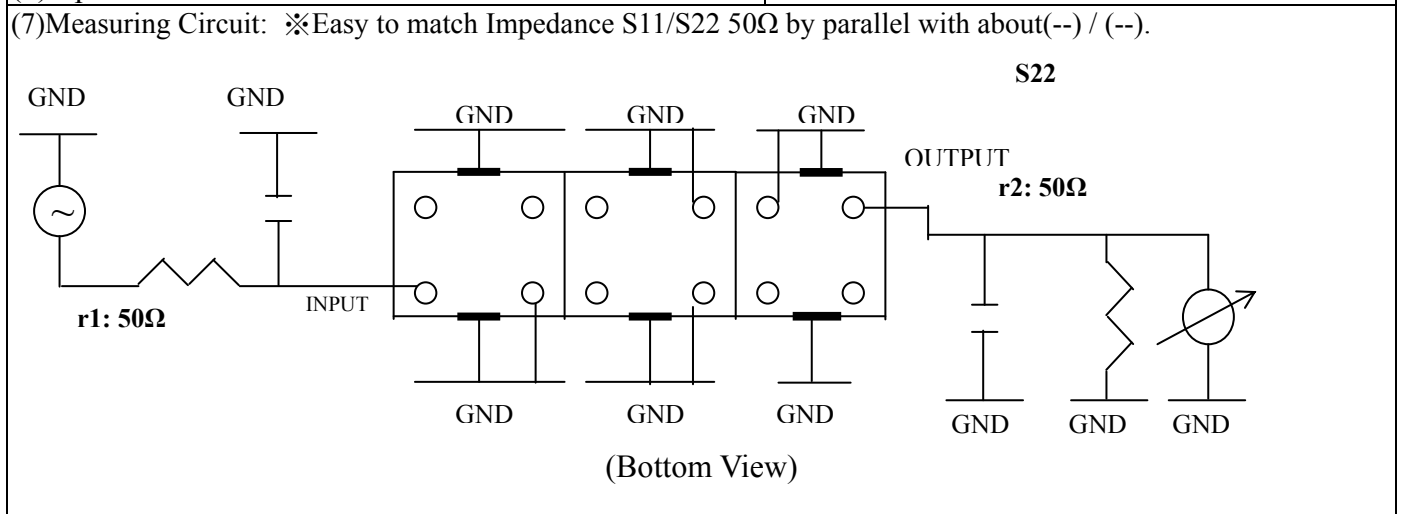 (7)Measuring Circuit: ※Easy to match Impedance S11/S22 50Ω by parallel with about(--) / (--).
S22
GND GND GND GND GND
OUTPUT
r2: 50Ω
~
INPUT
r1: 50Ω
GND GND GND GND GND GND
(Bottom View)